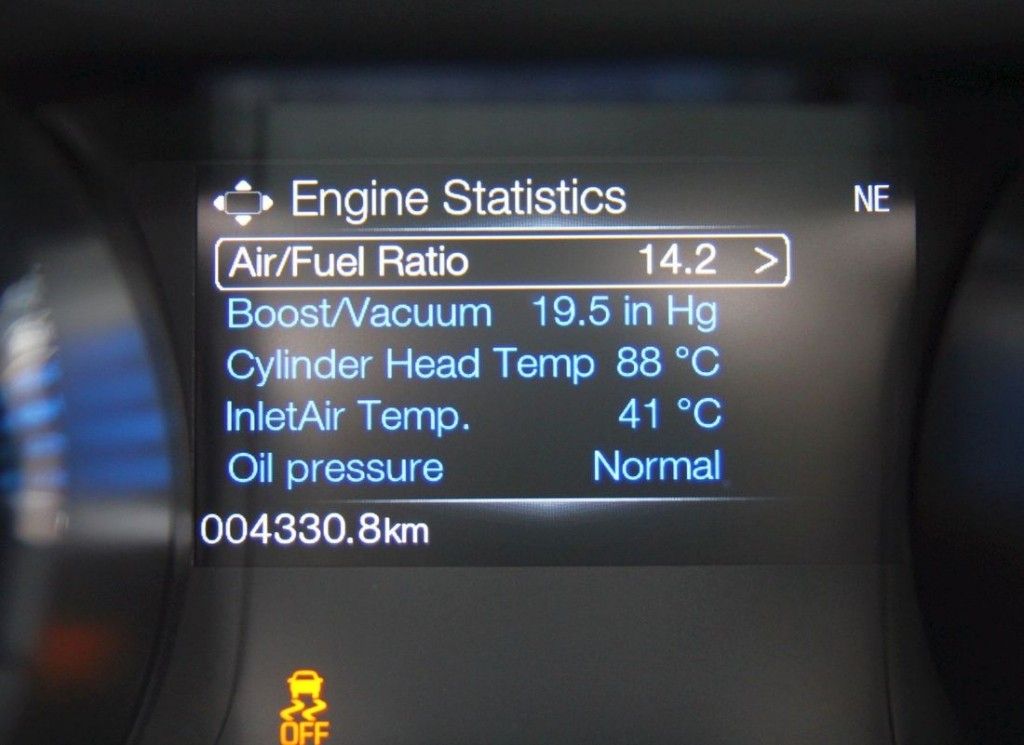 Engine Statistics NE
Air/Fuel Ratio 14.2 >
Boost/Vacuum 19.5 in Hg
Cylinder Head Temp 88 °C
InletAir Temp. 41 °C
Oil pressure Normal
004330.8km
OFF